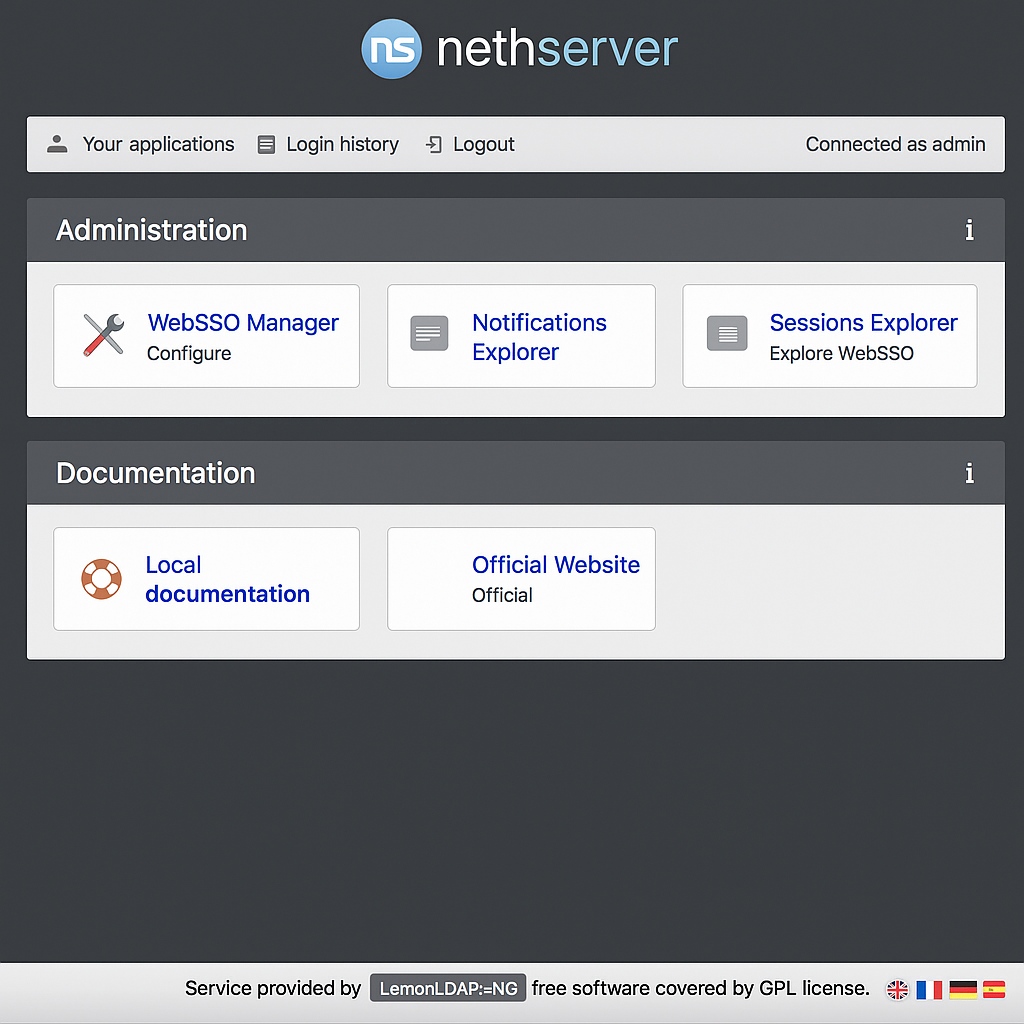 ns nethserver
Your applications Login history Logout Connected as admin
Administration i
WebSSO Manager
Configure
Notifications
Explorer
Sessions Explorer
Explore WebSSO
Documentation i
Local
documentation
Official Website
Official
Service provided by LemonLDAP:=NG free software covered by GPL license.